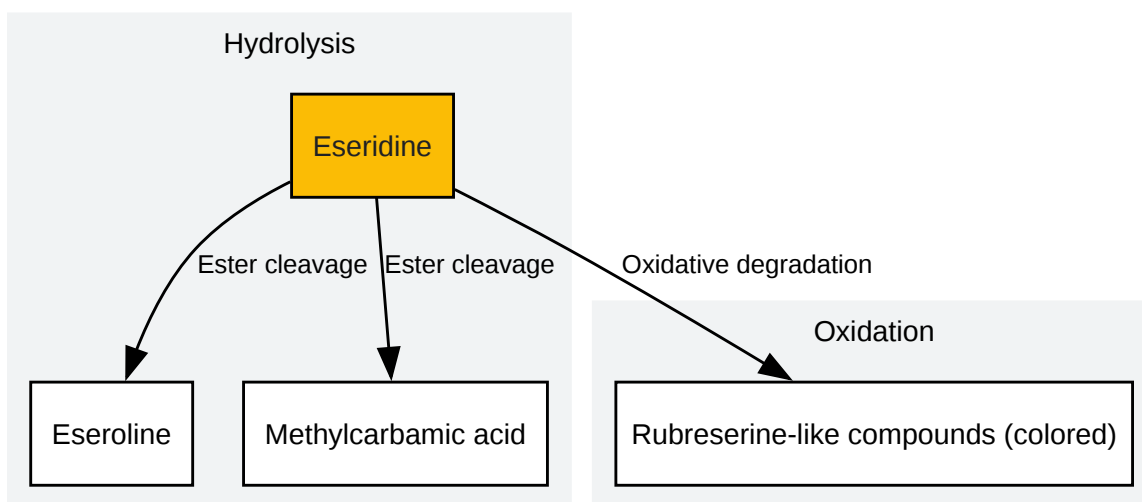 Hydrolysis
Eseridine
Ester cleavage
Ester cleavage
Oxidative degradation
Oxidation
Eseroline
Methylcarbamic acid
Rubreserine-like compounds (colored)